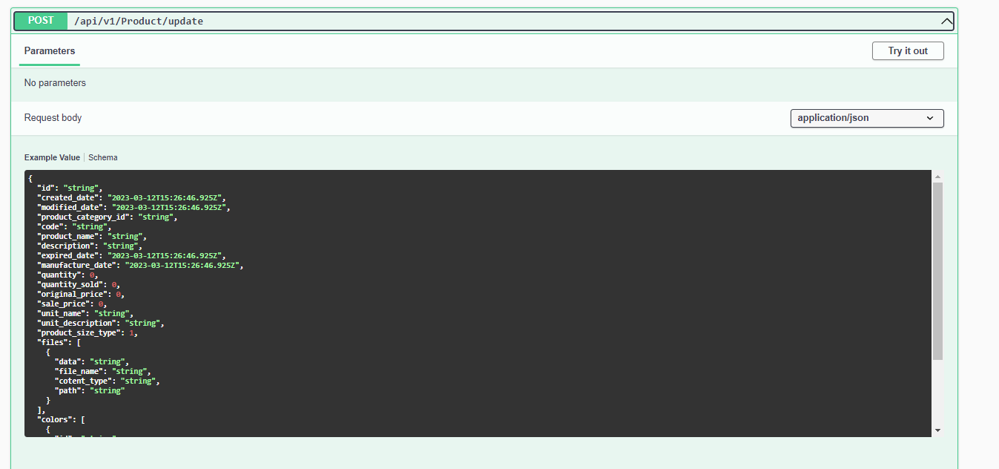 POST /api/v1/Product/update
Parameters
Try it out
No parameters
Request body
application/json
Example Value | Schema
{
"id": "string",
"created_date": "2023-03-12T15:26:46.925Z",
"modified_date": "2023-03-12T15:26:46.925Z",
"product_category_id": "string",
"code": "string",
"product_name": "string",
"description": "string",
"expired_date": "2023-03-12T15:26:46.925Z",
"manufacture_date": "2023-03-12T15:26:46.925Z",
"quantity": 0,
"quantity_sold": 0,
"original_price": 0,
"sale_price": 0,
"unit_name": "string",
"unit_description": "string",
"product_size_type": 1,
"files": [
{
"data": "string",
"file_name": "string",
"cotent_type": "string",
"path": "string"
}
],
"colors": [
{